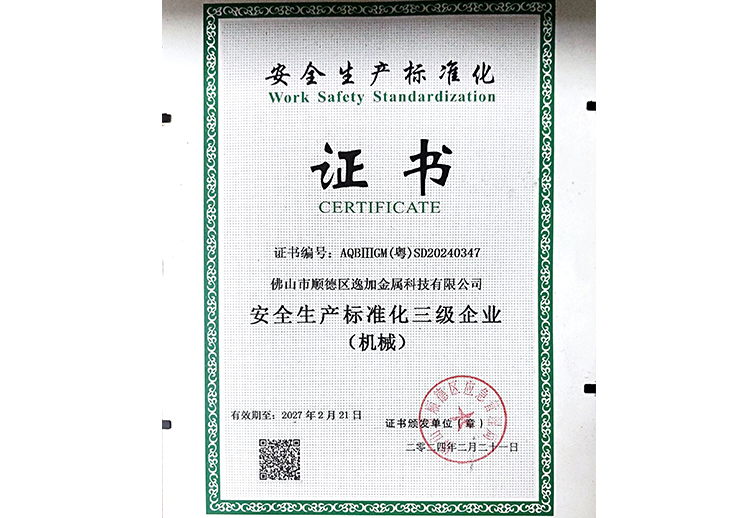 安全生产标准化
Work Safety Standardization
证书
CERTIFICATE
证书编号：AQBⅢGM(粤)SD20240347
佛山市顺德区逸加金属科技有限公司
安全生产标准化三级企业
（机械）
有效期至：2027年2月21日
证书颁发单位（章）
二〇二四年二月二十一日